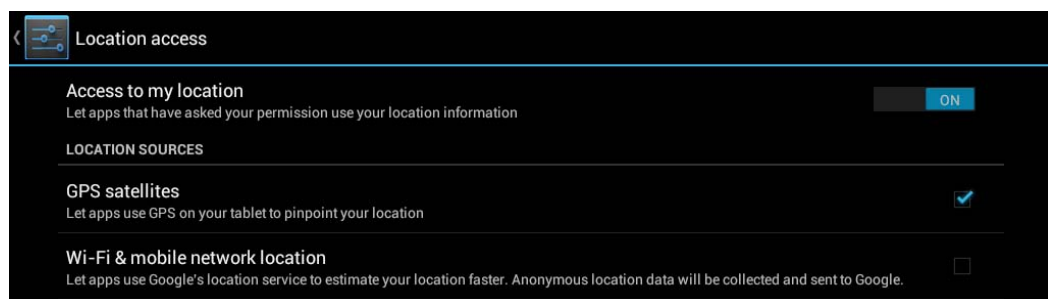 Location access
Access to my location
Let apps that have asked your permission use your location information
ON
LOCATION SOURCES
GPS satellites
Let apps use GPS on your tablet to pinpoint your location
Wi-Fi & mobile network location
Let apps use Google's location service to estimate your location faster. Anonymous location data will be collected and sent to Google.